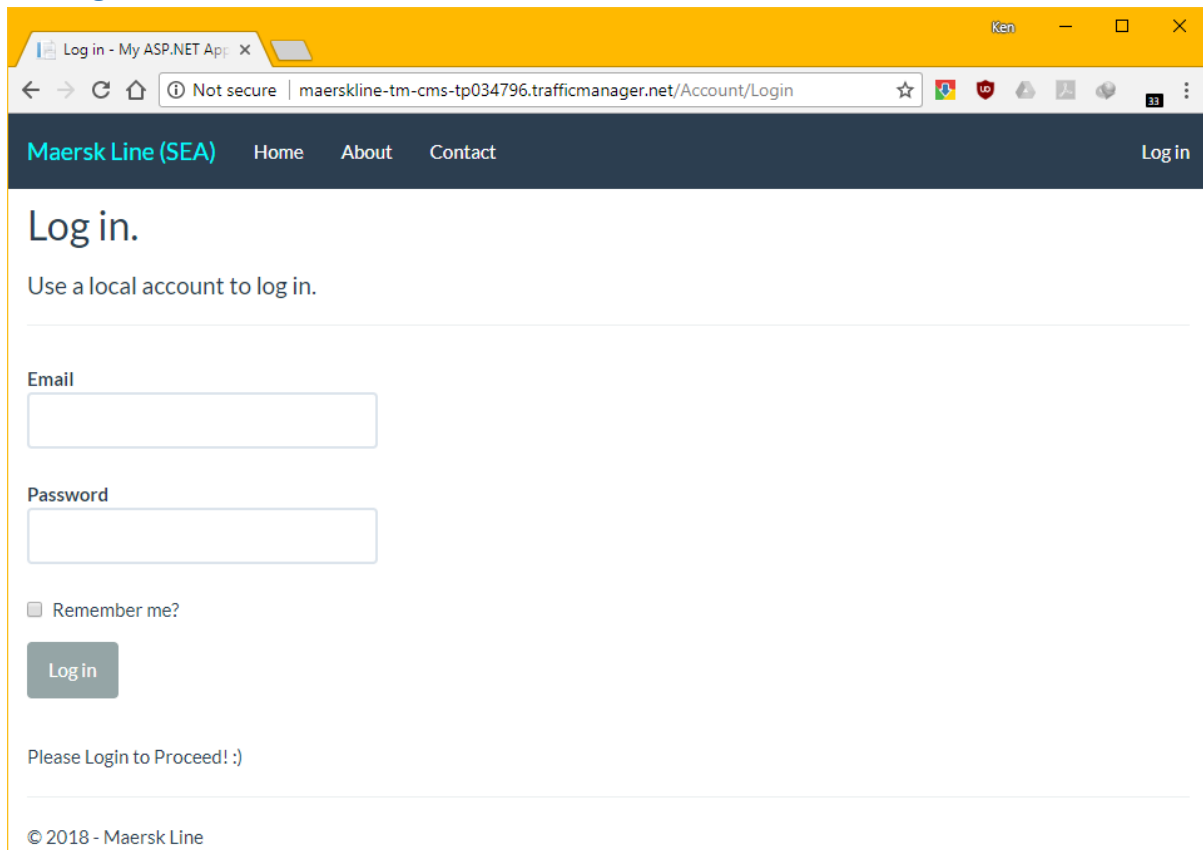 Ken
Log in - My ASP.NET App
Not secure | maerskline-tm-cms-tp034796.trafficmanager.net/Account/Login
33
Maersk Line (SEA) Home About Contact Log in
Log in.
Use a local account to log in.
Email
Password
Remember me?
Log in
Please Login to Proceed! :)
© 2018 - Maersk Line